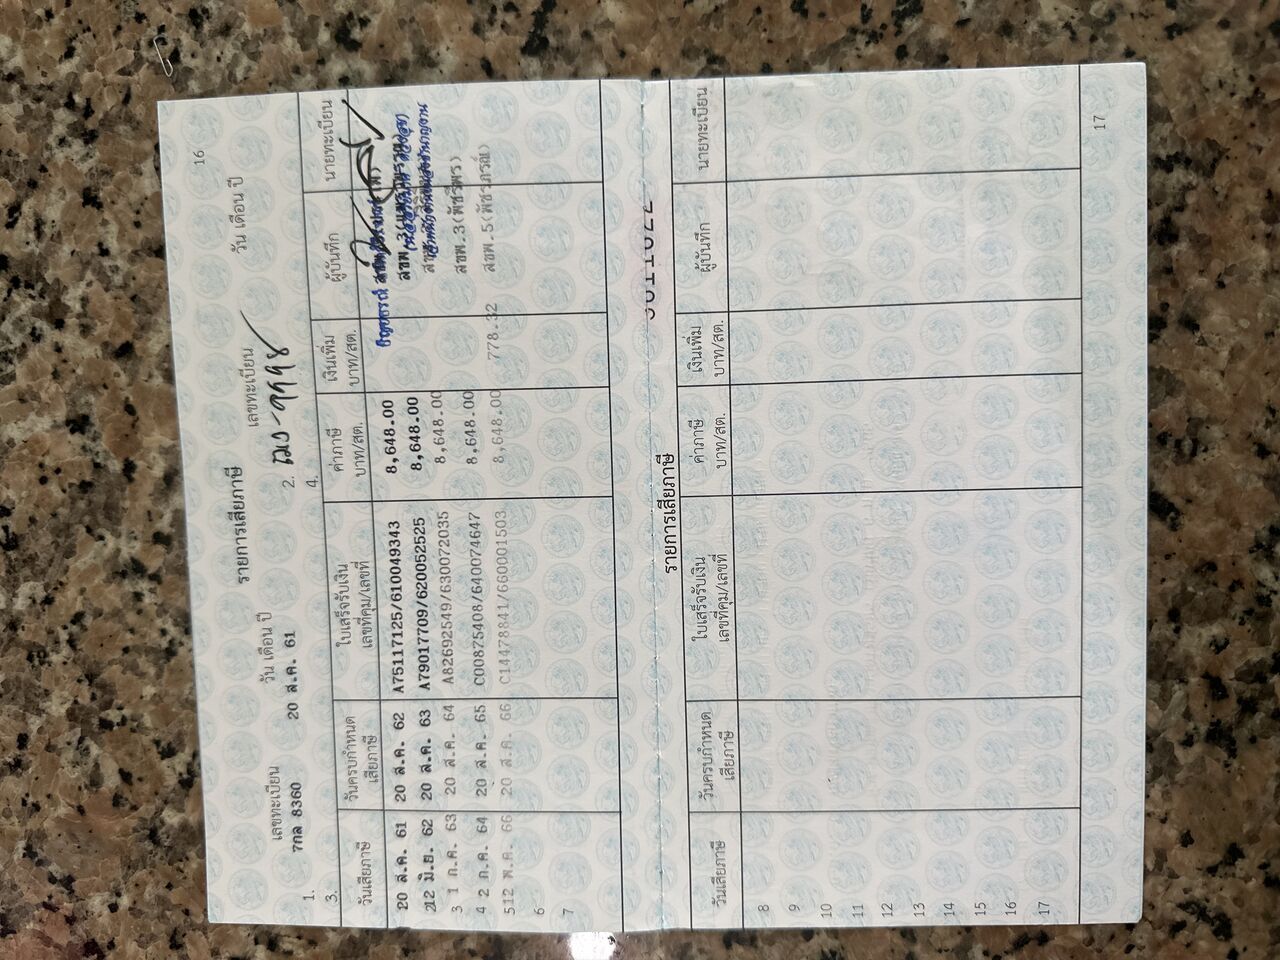 16
รายการเสียภาษี
เลขทะเบียน วัน เดือน ปี เลขทะเบียน วัน เดือน ปี
1. 7กล 8360 20 ส.ค. 61 2.
3. 4.
วันเสียภาษี วันครบกำหนดเสียภาษี ใบเสร็จรับเงิน เลขที่คุม/เลขที่ ค่าภาษี บาท/สต. เงินเพิ่ม บาท/สต. ผู้บันทึก นายทะเบียน
20 ส.ค. 61 20 ส.ค. 62 A75117125/610049343 8,648.00
2 12 มิ.ย. 62 20 ส.ค. 63 A79017709/620052525 8,648.00
3 1 ก.ค. 63 20 ส.ค. 64 A82692549/630072035 8,648.00
4 2 ก.ค. 64 20 ส.ค. 65 C00875408/640074647 8,648.00 สขพ.3(พัชรีพร)
5 12 พ.ค. 66 20 ส.ค. 66 C14478841/660001503 8,648.00 778.32 สขพ.5(พัชราภรณ์)
6
7
รายการเสียภาษี
วันเสียภาษี วันครบกำหนดเสียภาษี ใบเสร็จรับเงิน เลขที่คุม/เลขที่ ค่าภาษี บาท/สต. เงินเพิ่ม บาท/สต. ผู้บันทึก นายทะเบียน
8
9
10
11
12
13
14
15
16
17
17